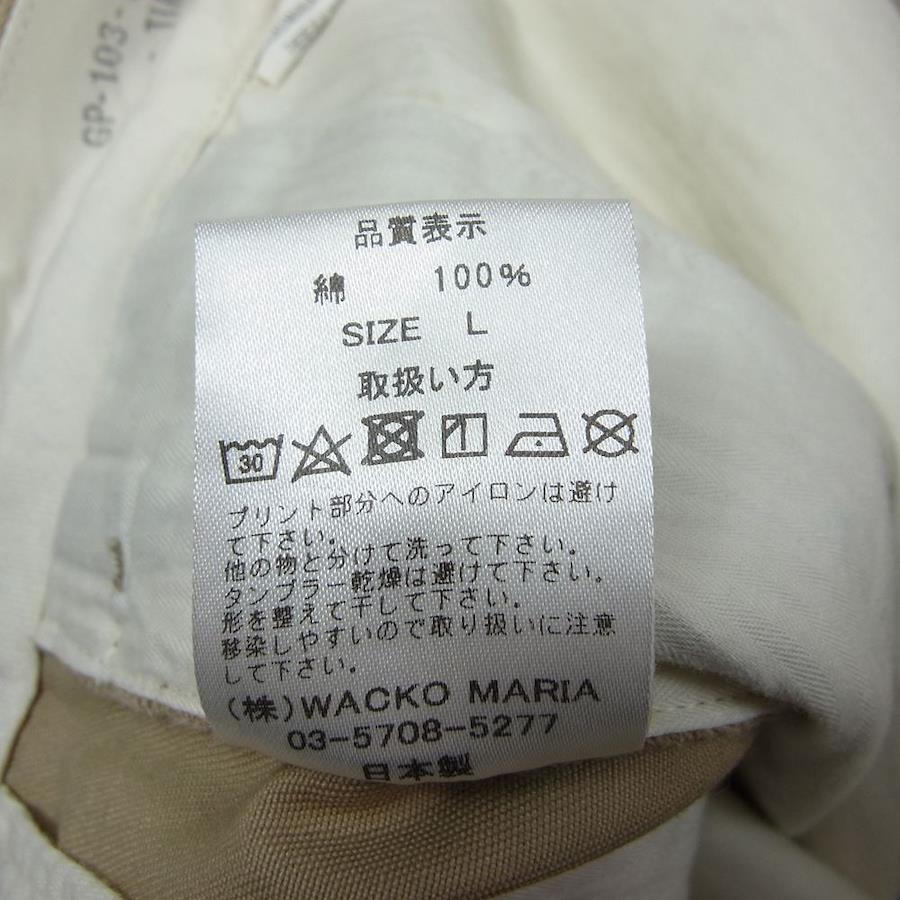 GP-103-
品質表示
綿 100%
SIZE L
取扱い方
30
プリント部分へのアイロンは避け
て下さい。
他の物と分けて洗って下さい。
タンブラー乾燥は避けて下さい。
形を整えて干して下さい。
移染しやすいので取り扱いに注意
して下さい。
(株)WACKO MARIA
03-5708-5277
日本製